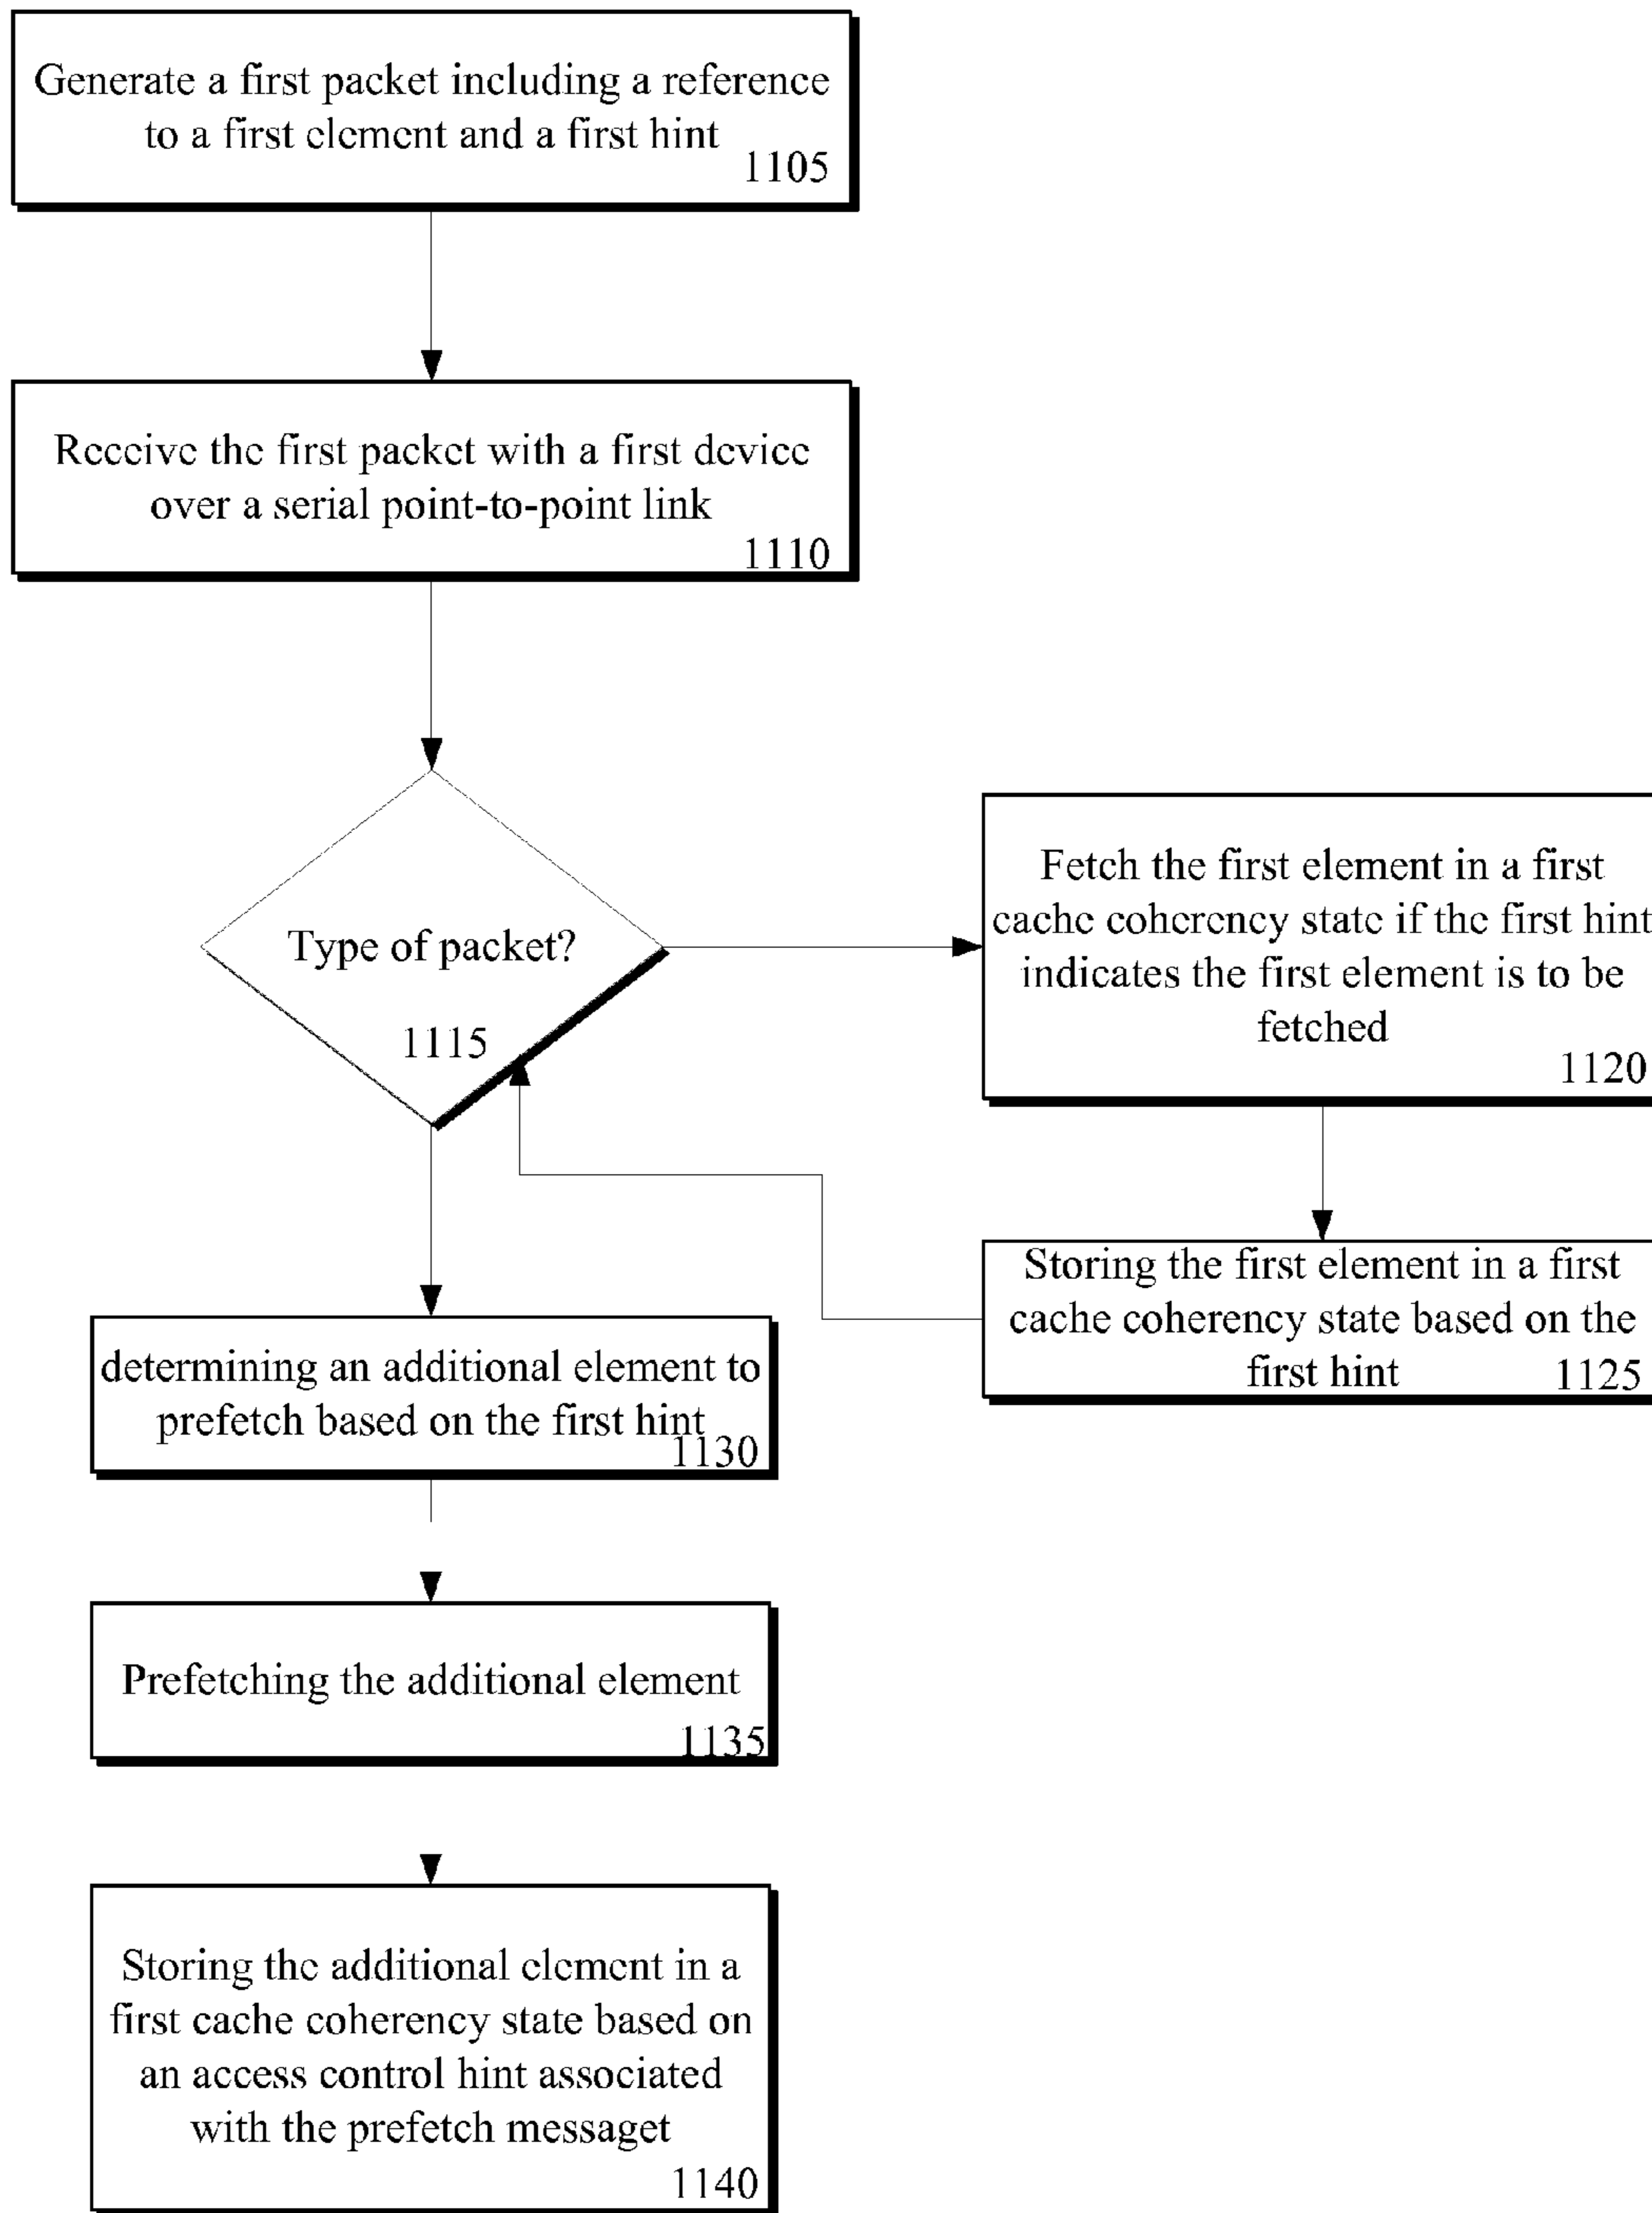 Generate a first packet including a reference
to a first element and a first hint
1105
Receive the first packet with a first device
over a serial point-to-point link
1110
Type of packet?
1115
Fetch the first element in a first
cache coherency state if the first hint
indicates the first element is to be
fetched
1120
Storing the first element in a first
cache coherency state based on the
first hint 1125
determining an additional element to
prefetch based on the first hint
1130
Prefetching the additional element
1135
Storing the additional element in a
first cache coherency state based on
an access control hint associated
with the prefetch messaget
1140